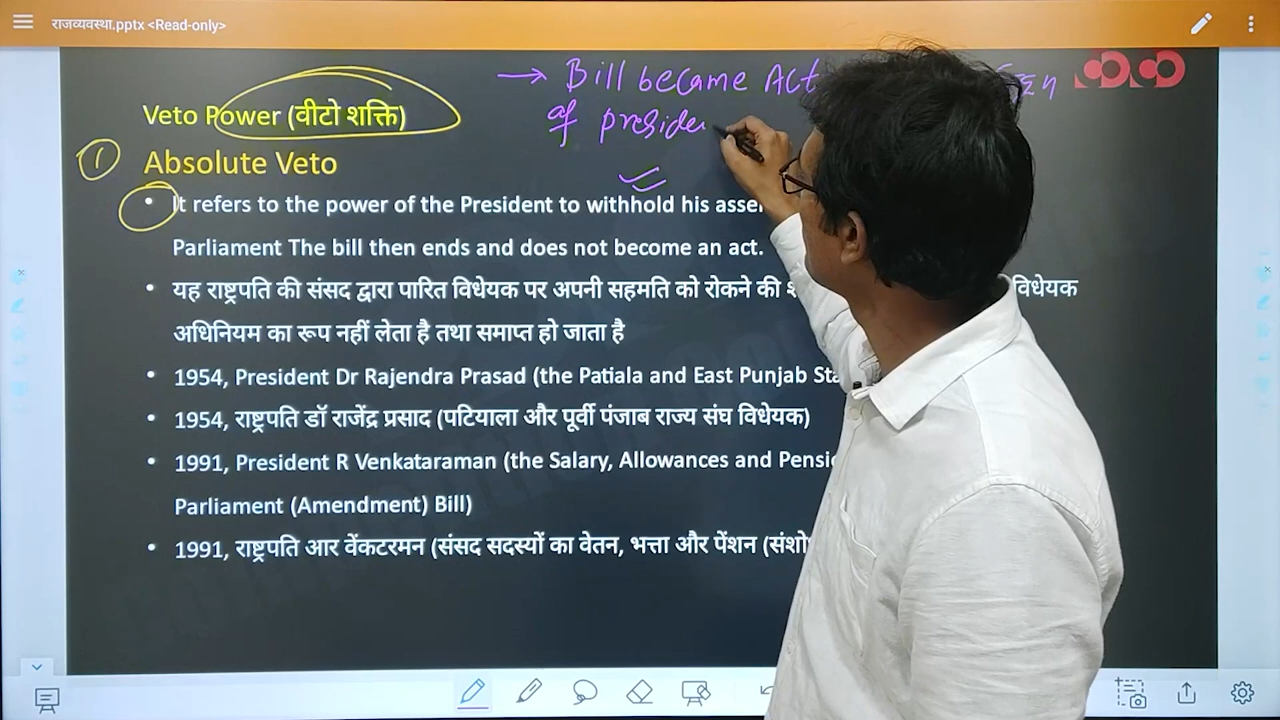 राजव्यवस्था.pptx <Read-only>
→ Bill became Act
Veto Power (वीटो शक्ति)
of preside
① Absolute Veto
• It refers to the power of the President to withhold his
Parliament The bill then ends and does not become an act.
• यह राष्ट्रपति की संसद द्वारा पारित विधेयक पर अपनी सहमति को रोकने की विधेयक
अधिनियम का रूप नहीं लेता है तथा समाप्त हो जाता है
• 1954, President Dr Rajendra Prasad (the Patiala and East Punjab
• 1954, राष्ट्रपति डॉ राजेंद्र प्रसाद (पटियाला और पूर्वी पंजाब राज्य संघ विधेयक)
• 1991, President R Venkataraman (the Salary, Allowances and
Parliament (Amendment) Bill)
• 1991, राष्ट्रपति आर वेंकटरमन (संसद सदस्यों का वेतन, भत्ता और पेंशन